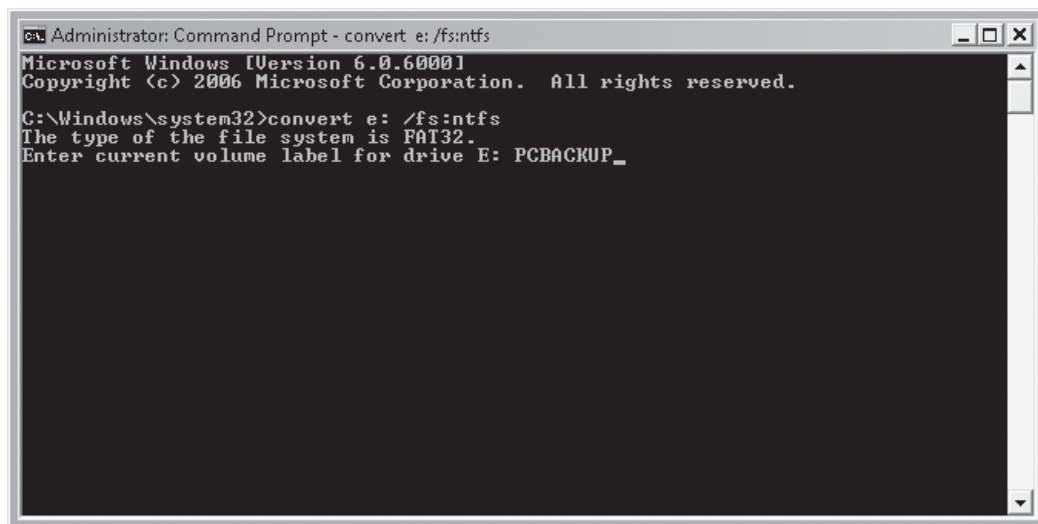 Administrator: Command Prompt - convert e: /fs:ntfs
Microsoft Windows [Version 6.0.6000]
Copyright (c) 2006 Microsoft Corporation.  All rights reserved.
C:\Windows\system32>convert e: /fs:ntfs
The type of the file system is FAT32.
Enter current volume label for drive E: PCBACKUP_